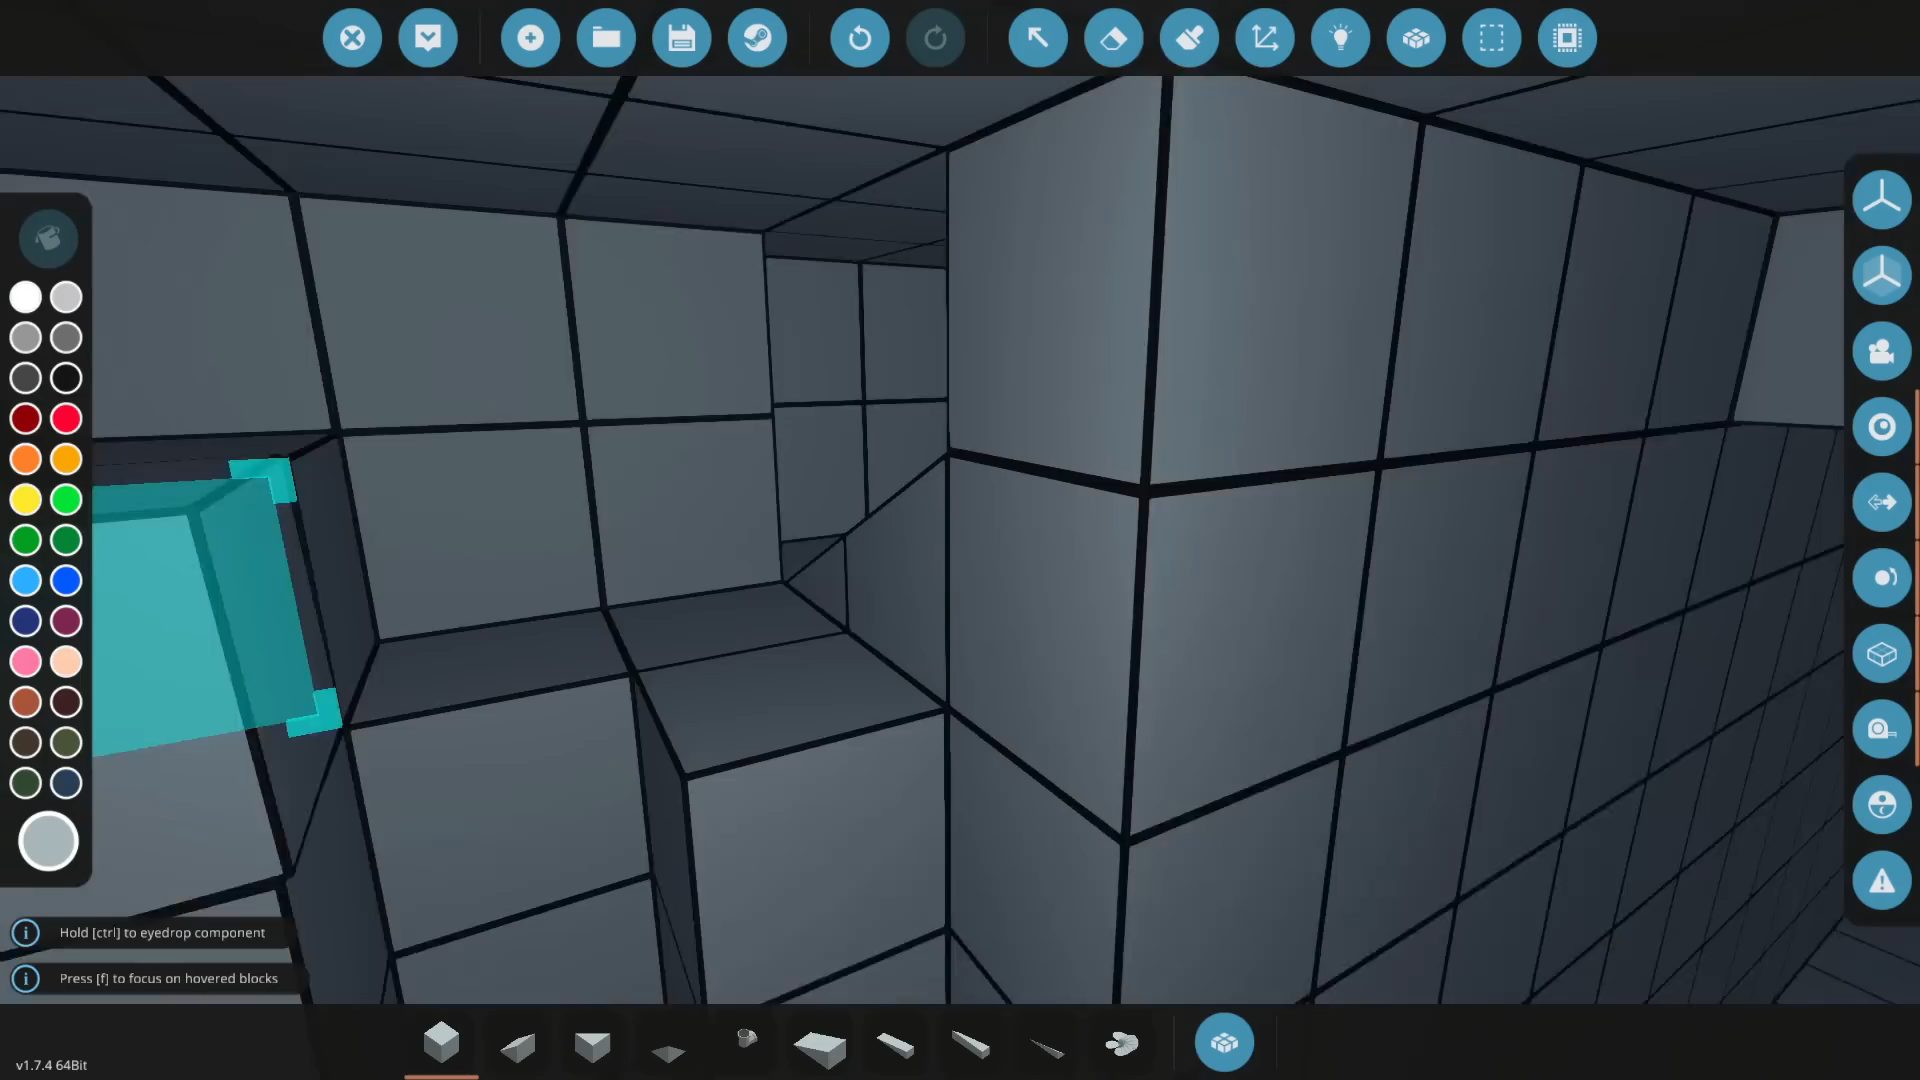 Hold [ctrl] to eyedrop component
Press [f] to focus on hovered blocks
v1.7.4 64Bit